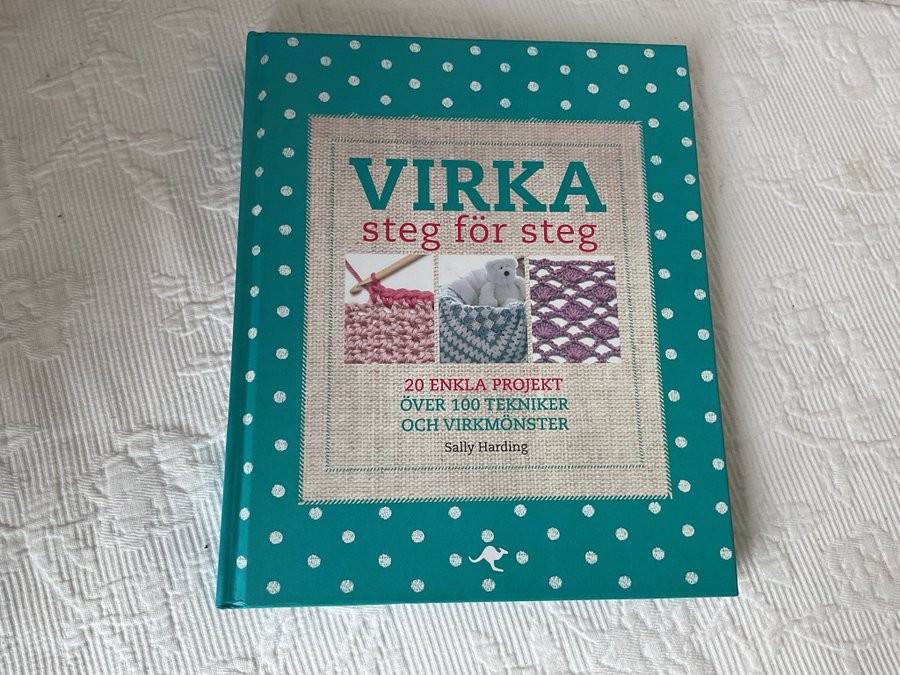 VIRKA
steg för steg
20 ENKLA PROJEKT
ÖVER 100 TEKNIKER
OCH VIRKMÖNSTER
Sally Harding